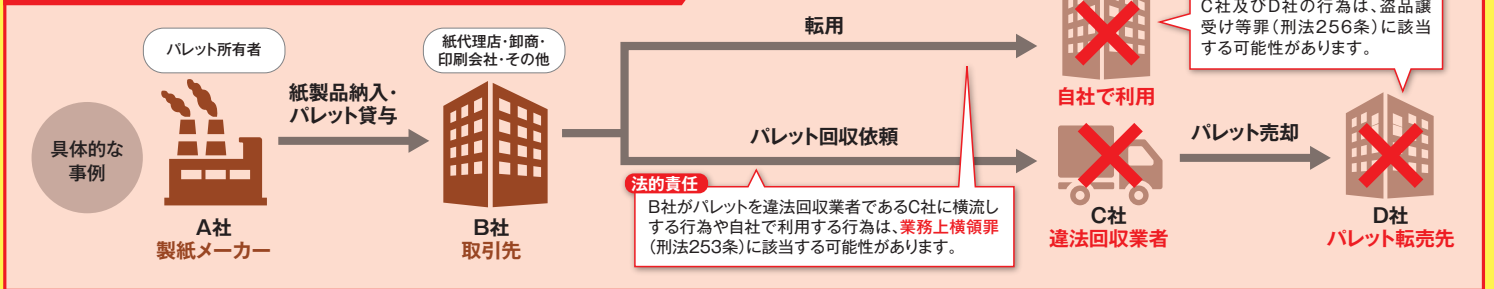 具体的な
事例
パレット所有者
A社
製紙メーカー
紙製品納入・
パレット貸与
紙代理店・卸商・
印刷会社・その他
B社
取引先
転用
自社で利用
パレット回収依頼
法的責任
B社がパレットを違法回収業者であるC社に横流し
する行為や自社で利用する行為は、業務上横領罪
（刑法253条）に該当する可能性があります。
C社
違法回収業者
パレット売却
C社及びD社の行為は、盗品譲
受け等罪（刑法256条）に該当
する可能性があります。
D社
パレット転売先